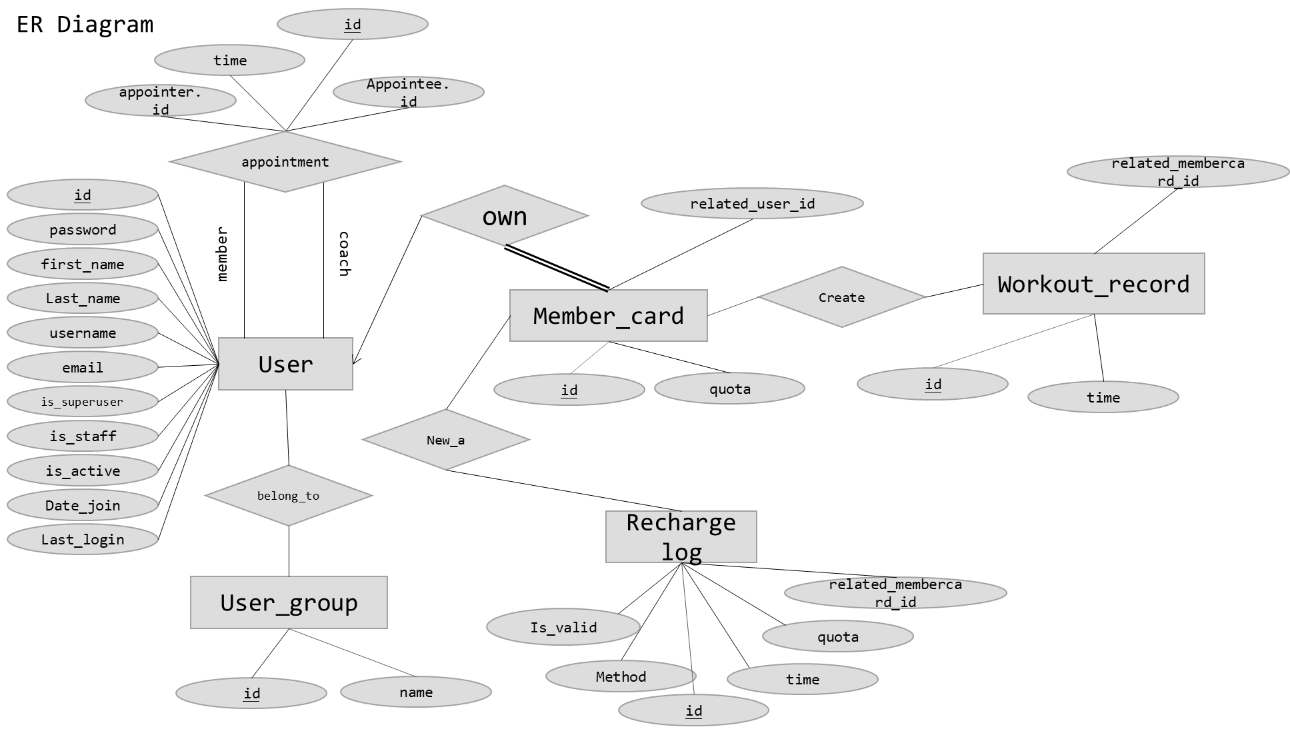 ER Diagram
id
time
appointer.
id
Appointee.
id
appointment
id
password
first_name
Last_name
username
email
is_superuser
is_staff
is_active
Date_join
Last_login
member
coach
User
own
related_user_id
Member_card
id
quota
Create
related_memberca
rd_id
Workout_record
id
time
New_a
belong_to
Recharge
log
User_group
id
name
related_memberca
rd_id
Is_valid
quota
Method
time
id